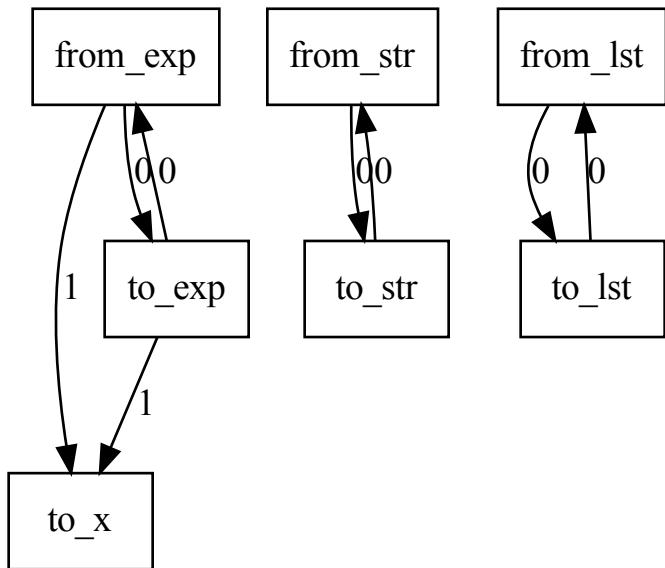 from_exp
from_str
from_lst
0
0
0
0
0
0
1
to_exp
to_str
to_lst
1
to_x